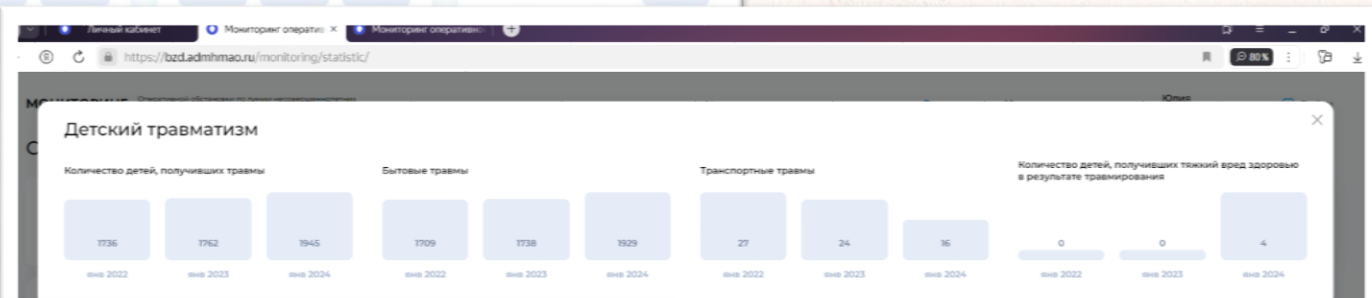 Личный кабинет
Мониторинг оператив ×
Мониторинг оперативно
https://bzd.admhmao.ru/monitoring/statistic/
80%
МОНИТОРИНГ
Юлия
Детский травматизм
Количество детей, получивших травмы
1736
1762
1945
янв 2022
янв 2023
янв 2024
Бытовые травмы
1709
1738
1929
янв 2022
янв 2023
янв 2024
Транспортные травмы
27
24
16
янв 2022
янв 2023
янв 2024
Количество детей, получивших тяжкий вред здоровью
в результате травмирования
0
0
4
янв 2022
янв 2023
янв 2024